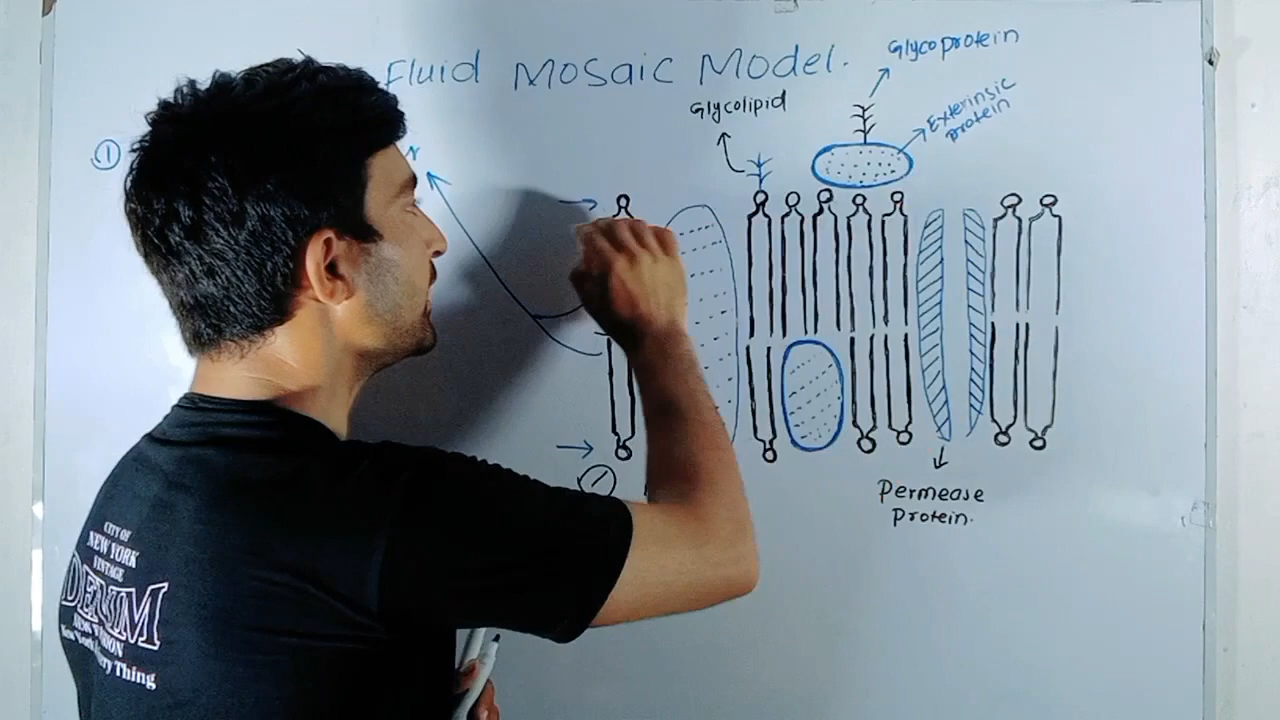 Fluid Mosaic Model.
Glycoprotein
Glycolipid
Exterinsic
protein
①
Permease
Protein.
CITY OF
NEW YORK
VINTAGE
DENIM